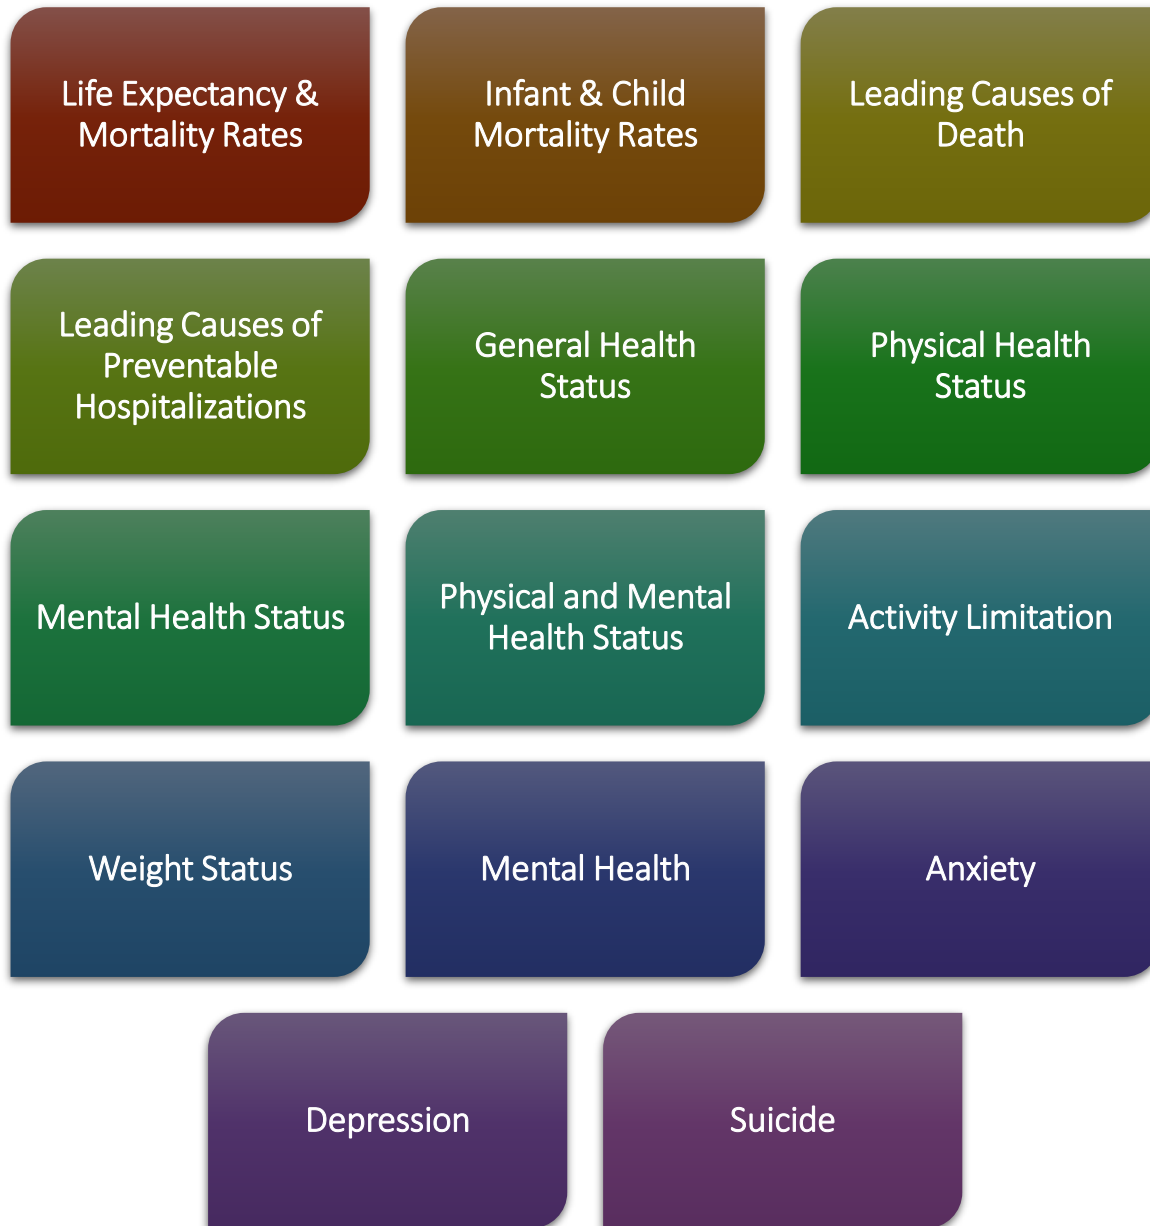 Life Expectancy &
Mortality Rates
Infant & Child
Mortality Rates
Leading Causes of
Death
Leading Causes of
Preventable
Hospitalizations
General Health
Status
Physical Health
Status
Mental Health Status
Physical and Mental
Health Status
Activity Limitation
Weight Status
Mental Health
Anxiety
Depression
Suicide